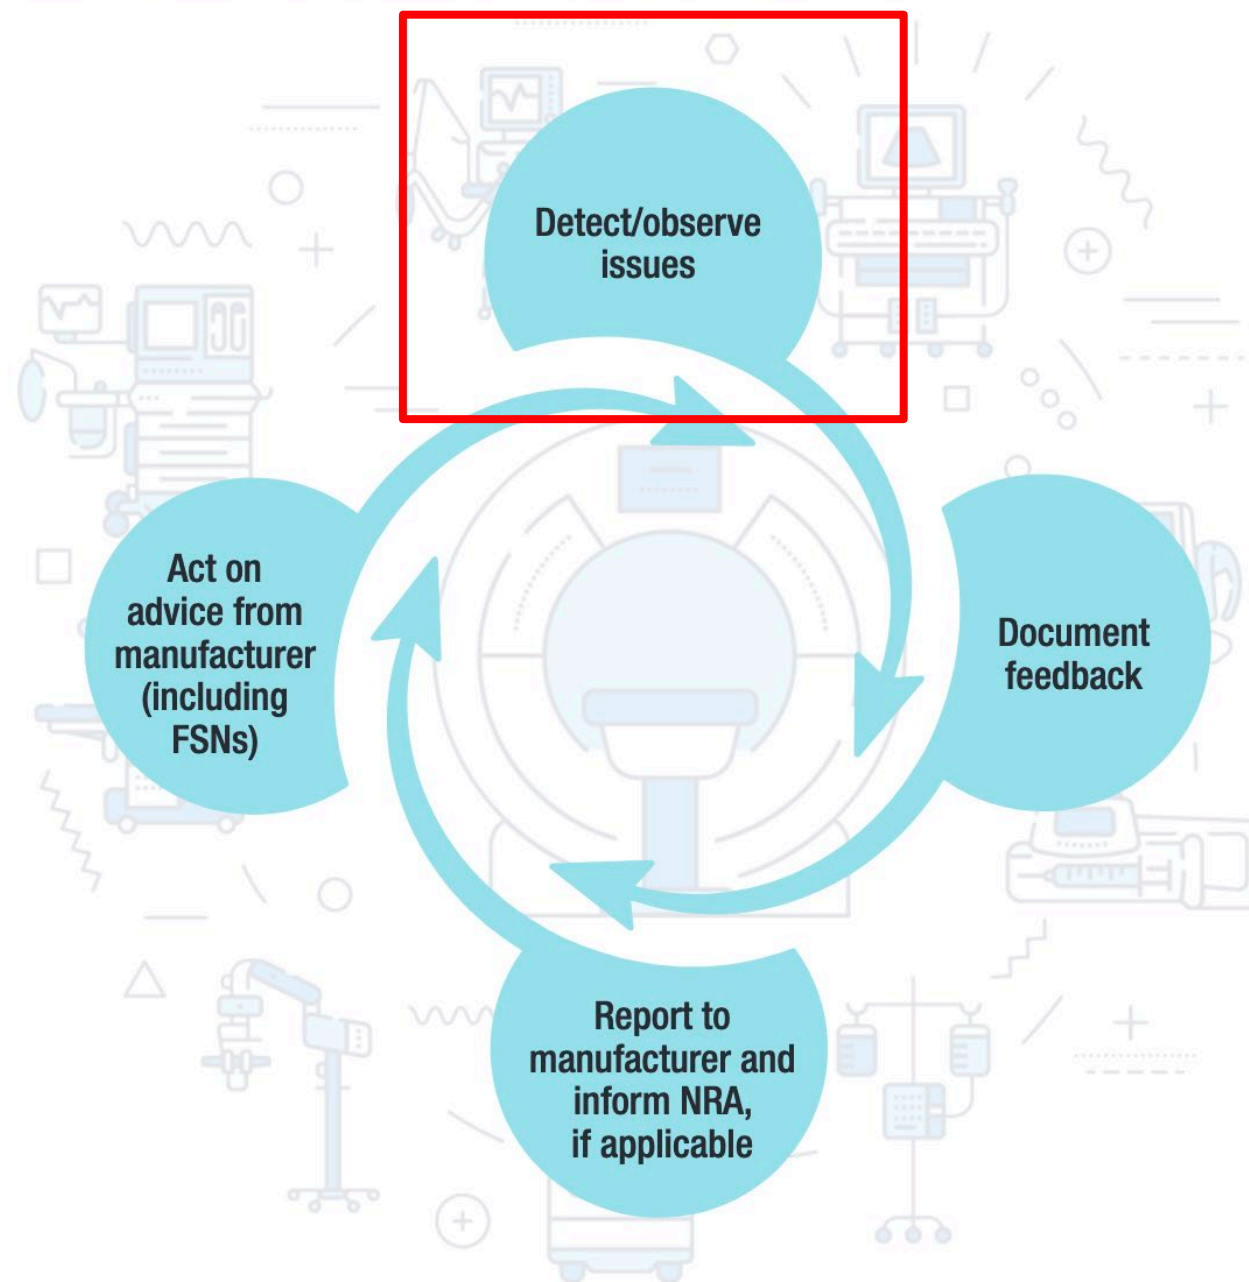 Detect/observe
issues
Document
feedback
Report to
manufacturer and
inform NRA,
if applicable
Act on
advice from
manufacturer
(including
FSNs)